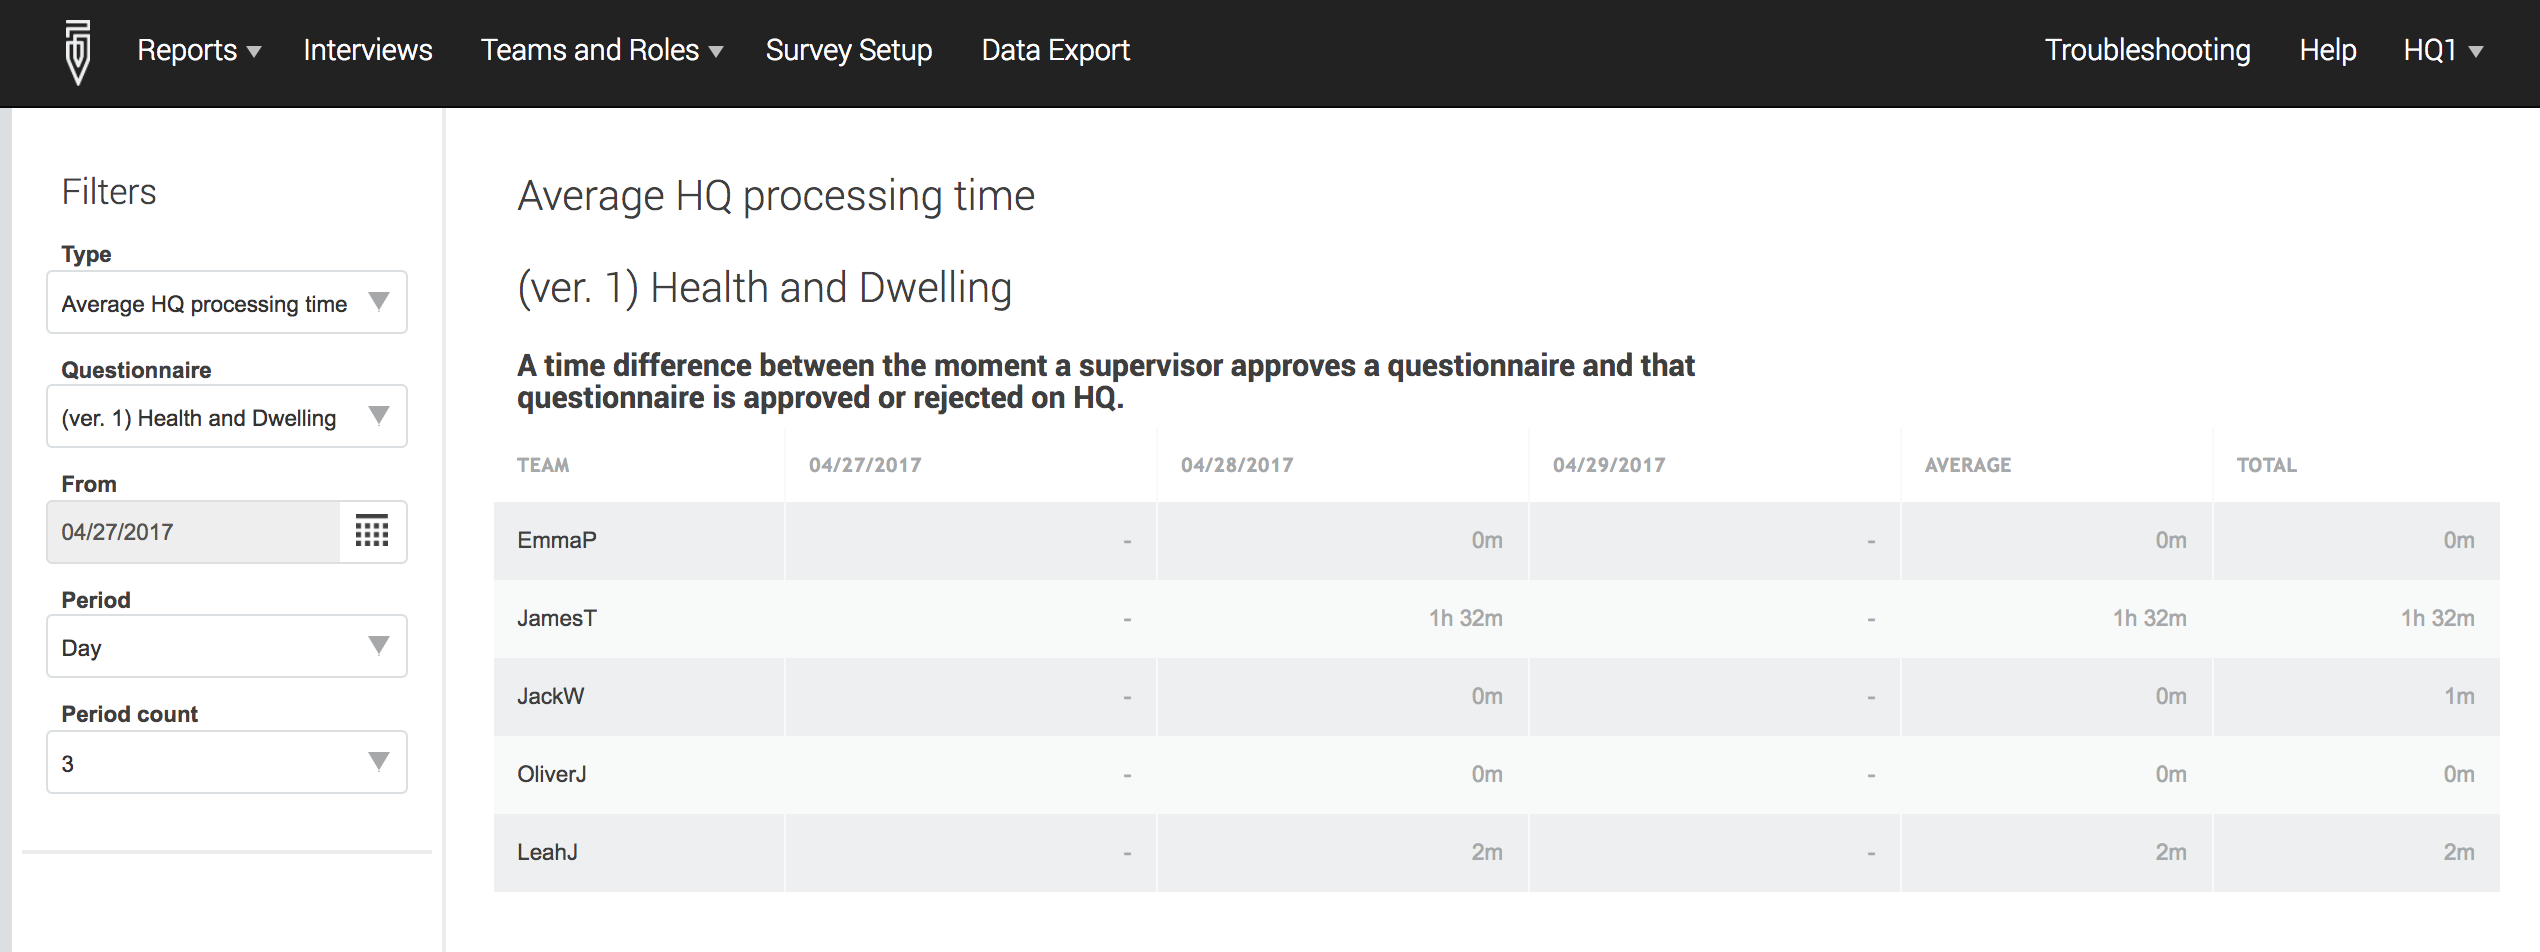 Reports Interviews Teams and Roles Survey Setup Data Export Troubleshooting Help HQ1
Filters
Type
Average HQ processing time
Questionnaire
(ver. 1) Health and Dwelling
From
04/27/2017
Period
Day
Period count
3
Average HQ processing time
(ver. 1) Health and Dwelling
A time difference between the moment a supervisor approves a questionnaire and that
questionnaire is approved or rejected on HQ.
TEAM 04/27/2017 04/28/2017 04/29/2017 AVERAGE TOTAL
EmmaP - 0m - 0m 0m
JamesT - 1h 32m - 1h 32m 1h 32m
JackW - 0m - 0m 1m
OliverJ - 0m - 0m 0m
LeahJ - 2m - 2m 2m